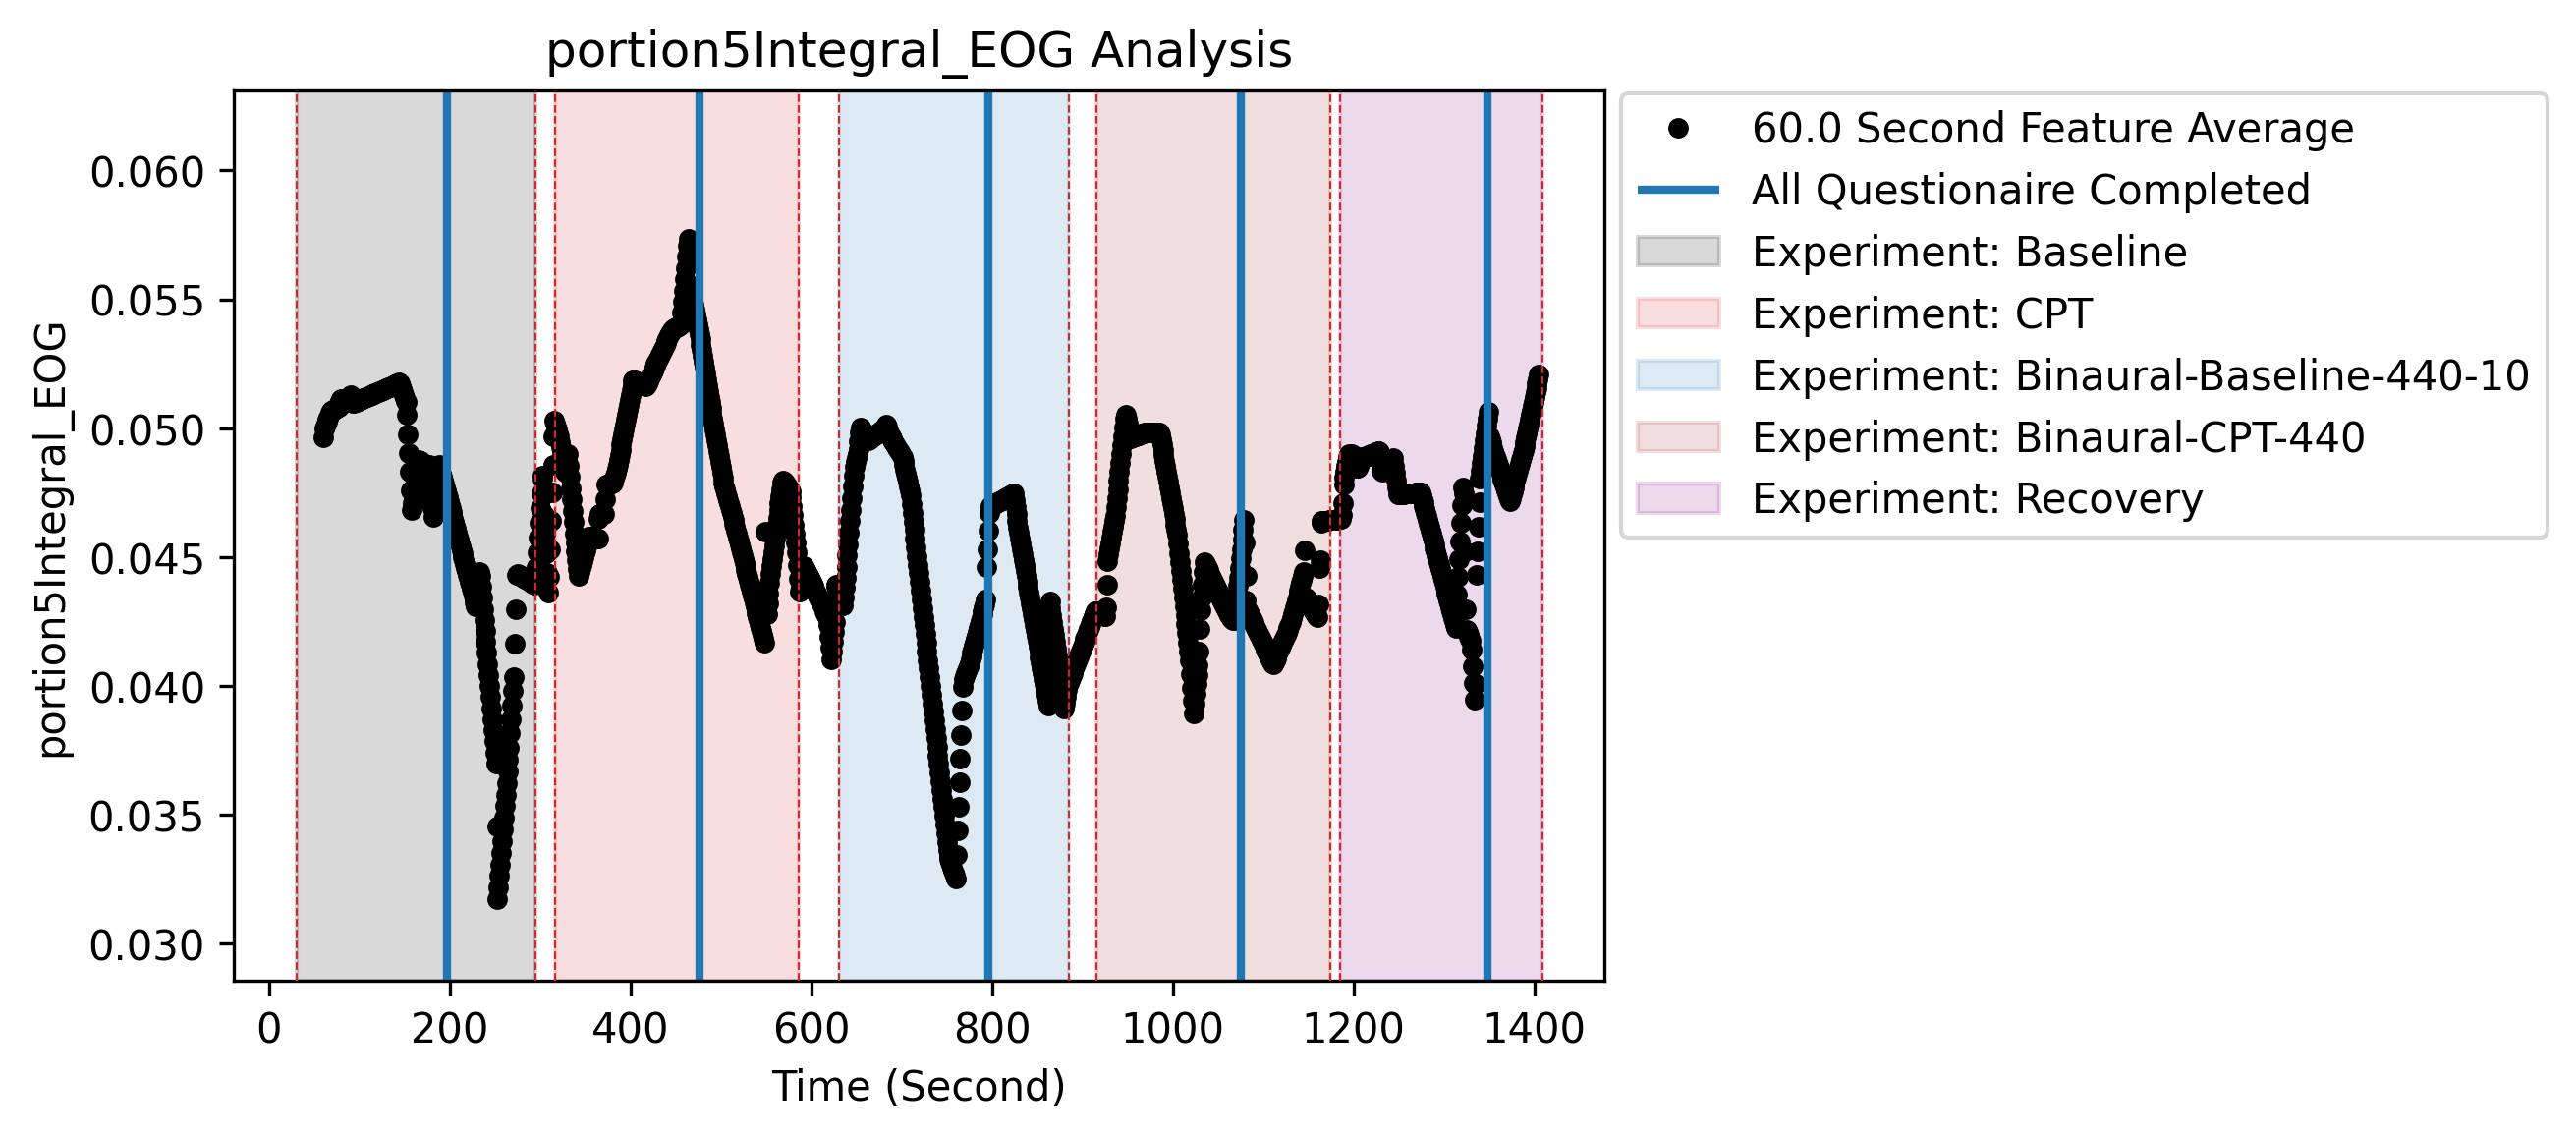 portion5Integral_EOG Analysis
portion5Integral_EOG
0.060
0.055
0.050
0.045
0.040
0.035
0.030
0 200 400 600 800 1000 1200 1400
Time (Second)
60.0 Second Feature Average
All Questionaire Completed
Experiment: Baseline
Experiment: CPT
Experiment: Binaural-Baseline-440-10
Experiment: Binaural-CPT-440
Experiment: Recovery